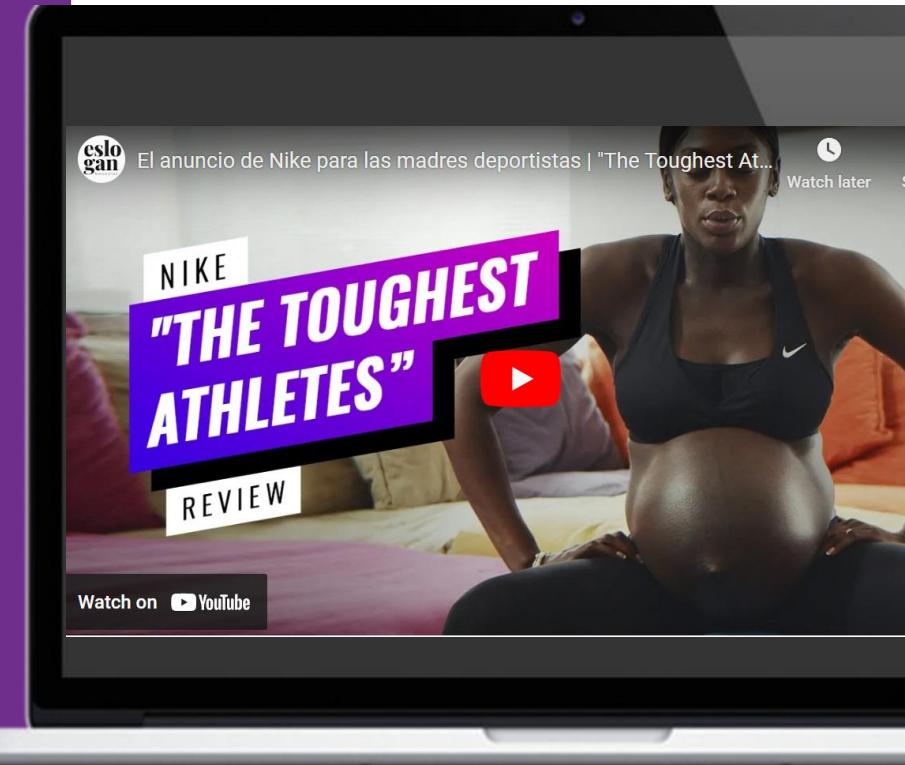 eslo
gan
El anuncio de Nike para las madres deportistas | "The Toughest At...
Watch later
S
NIKE
"THE TOUGHEST
ATHLETES”
REVIEW
Watch on YouTube